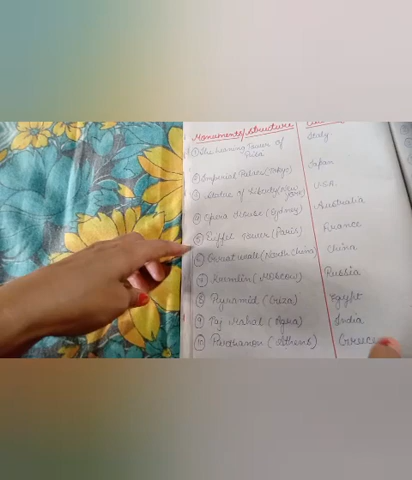 Monuments/Structure
① The Leaning Tower of Pisa Italy
② Imperial Palace (Tokyo) Japan
③ Statue of Liberty (New York) U.S.A
④ Opera House (Sydney) Australia
⑤ Eiffel Tower (Paris) France
⑥ Great wall (North China) China
⑦ Kremlin (Moscow) Russia
⑧ Pyramid (Giza) Egypt
⑨ Taj Mahal (Agra) India
⑩ Parthanon (Athens) Greece